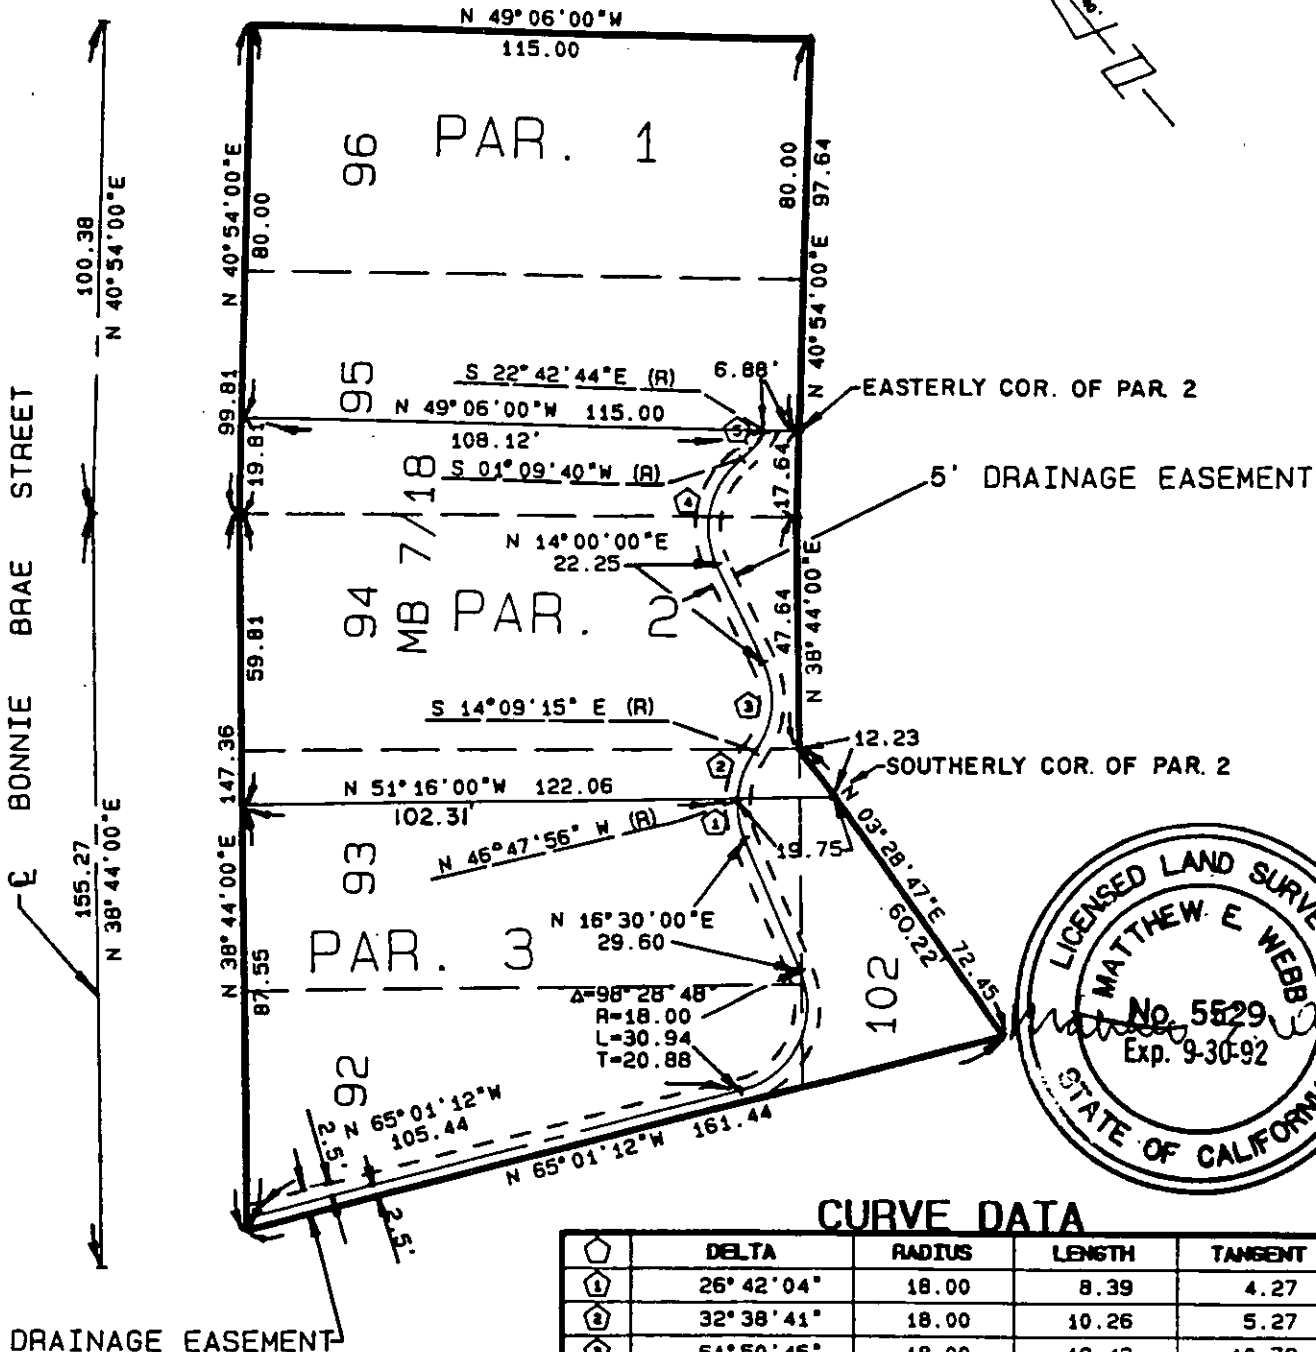 N 49°06'00"W
115.00
96
PAR. 1
N 40°54'00"E
80.00
80.00
97.64
N 40°54'00"E
100.38
N 40°54'00"E
95
S 22°42'44"E (R)
6.88'
EASTERLY COR. OF PAR. 2
N 49°06'00"W 115.00
108.12'
5
99.81
19.81
S 01°09'40"W (R)
17.64
5' DRAINAGE EASEMENT
4
℄ BONNIE BRAE STREET
N 14°00'00"E
22.25
94
MB 7/18
PAR. 2
59.81
47.64
N 38°44'00"E
3
S 14°09'15" E (R)
12.23
2
SOUTHERLY COR. OF PAR. 2
147.36
N 51°16'00"W 122.06
102.31'
1
N 46°47'56" W (R)
19.75
N 03°28'47"E 72.45
60.22
155.27
N 38°44'00"E
93
N 38°44'00"E
87.55
N 16°30'00"E
29.60
PAR. 3
102
Δ=98°28'48"
R=18.00
L=30.94
T=20.88
92
N 65°01'12"W
105.44
2.5'
N 65°01'12"W 161.44
2.5'
LICENSED LAND SURVE
MATTHEW E WEBB
No. 5529
Exp. 9-30-92
STATE OF CALIFORN
CURVE DATA
DELTA RADIUS LENGTH TANGENT
1 26°42'04" 18.00 8.39 4.27
2 32°38'41" 18.00 10.26 5.27
DRAINAGE EASEMENT